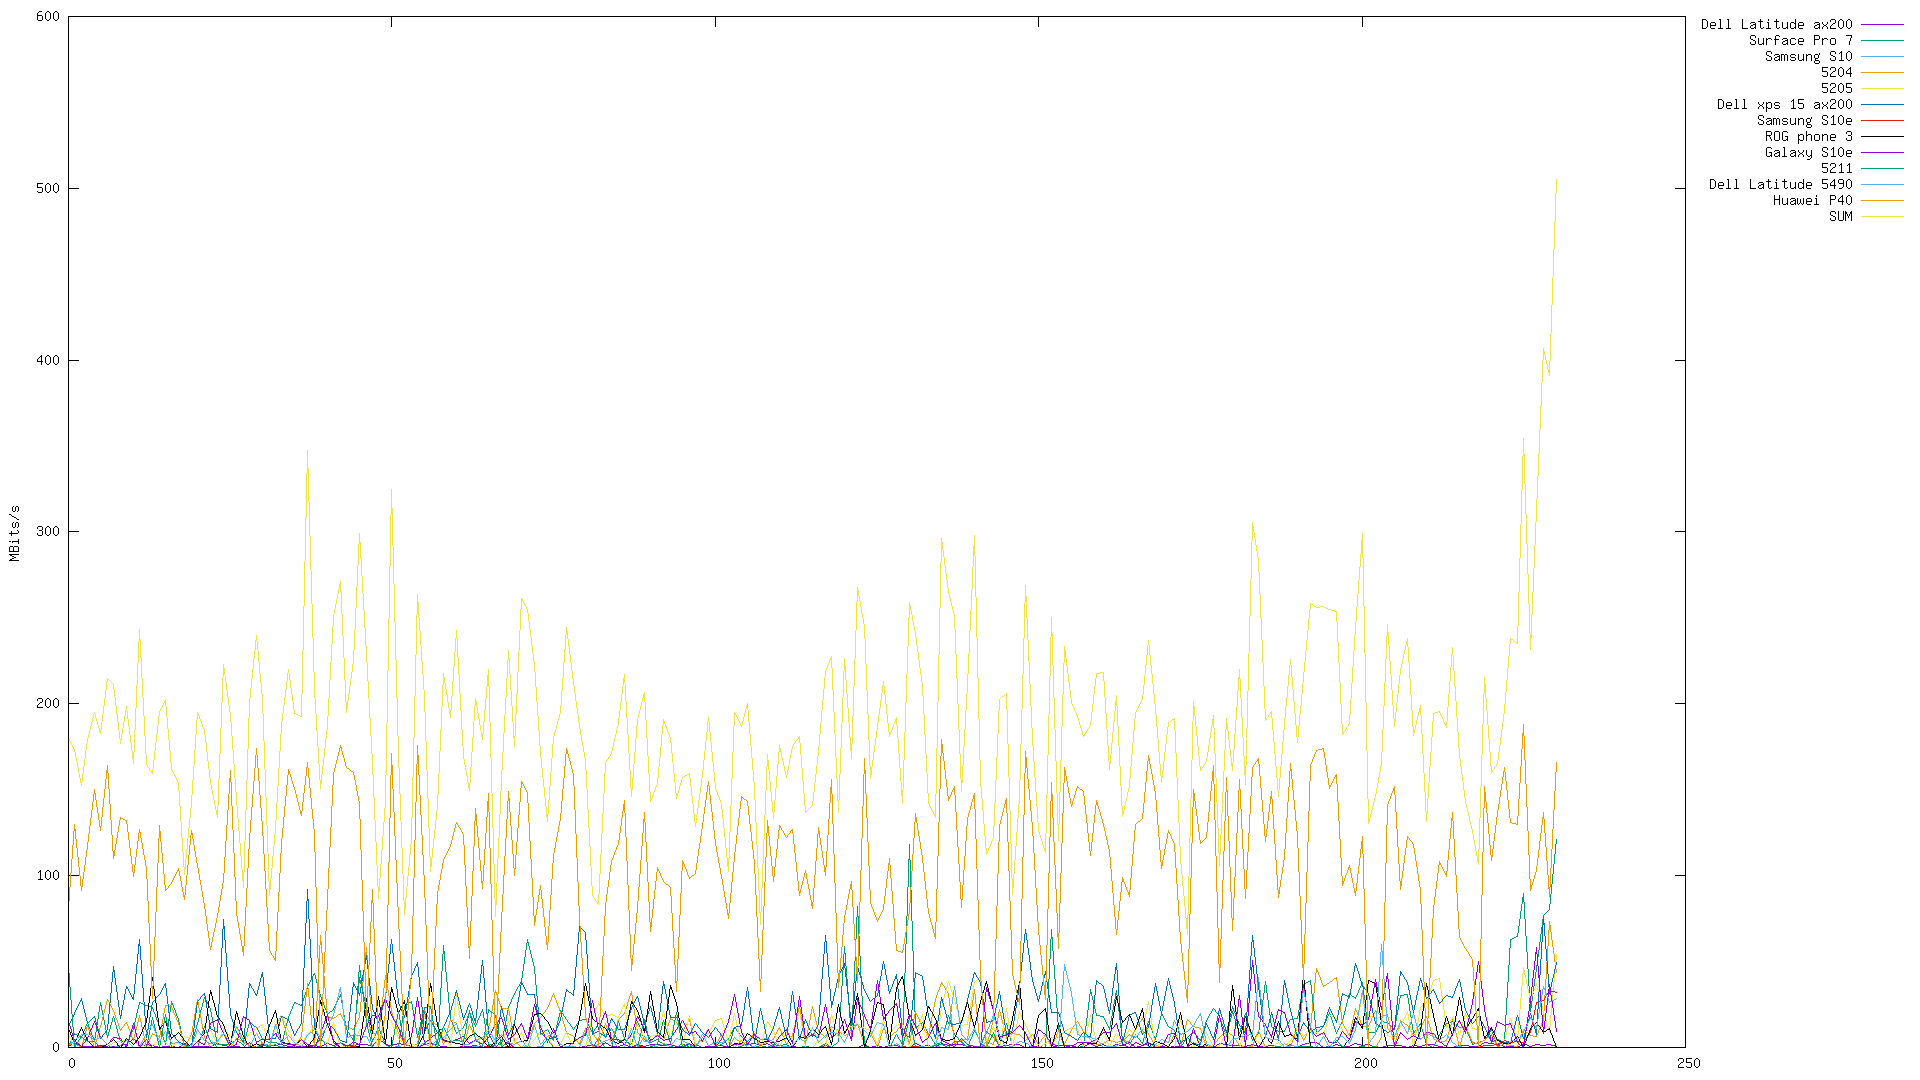 600
500
400
300
200
100
0
MBits/s
0
50
100
150
200
250
Dell Latitude ax200
Surface Pro 7
Samsung S10
5204
5205
Dell xps 15 ax200
Samsung S10e
ROG phone 3
Galaxy S10e
5211
Dell Latitude 5490
Huawei P40
SUM